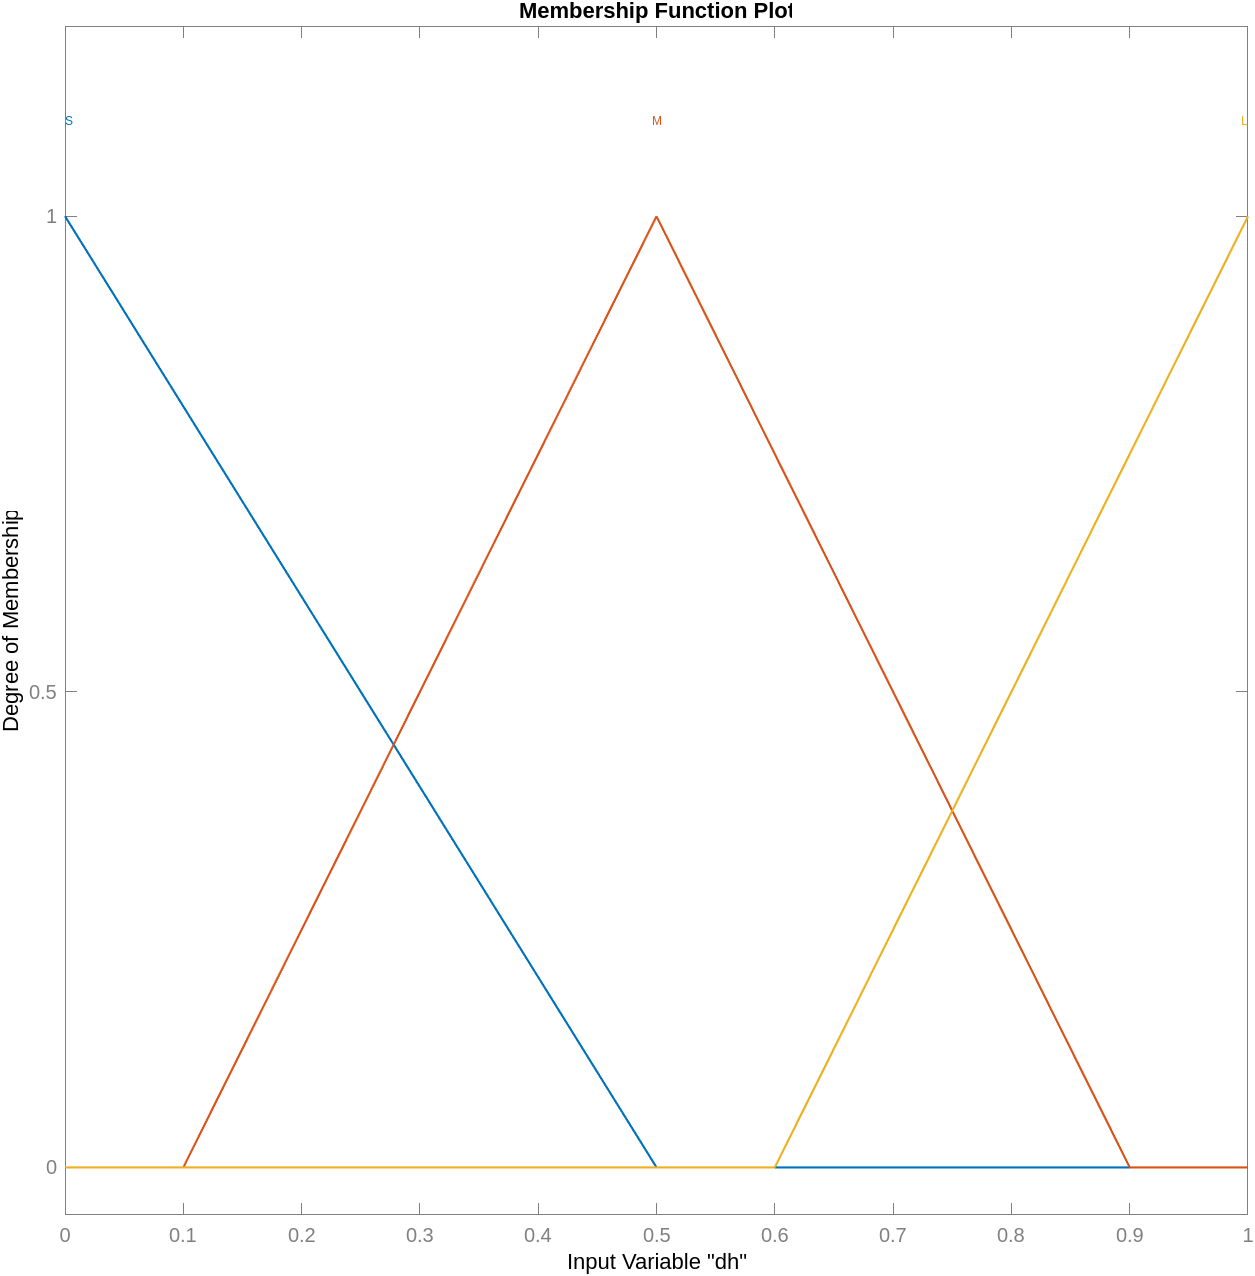 Membership Function Plot
S M L
1
0.5
0
Degree of Membership
0 0.1 0.2 0.3 0.4 0.5 0.6 0.7 0.8 0.9 1
Input Variable "dh"